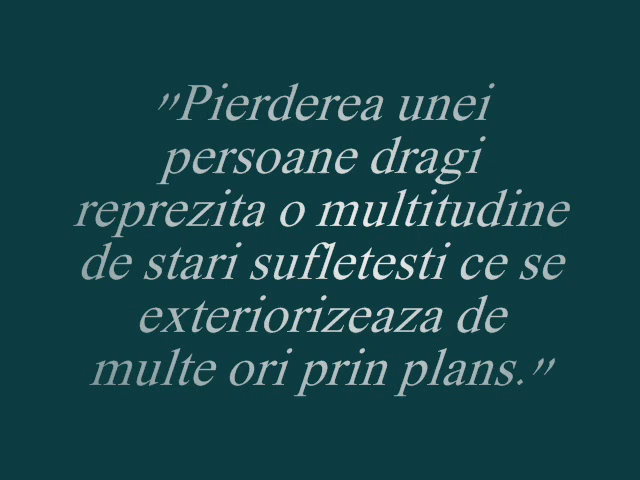 "Pierderea unei
persoane dragi
reprezita o multitudine
de stari sufletesti ce se
exteriorizeaza de
multe ori prin plans."